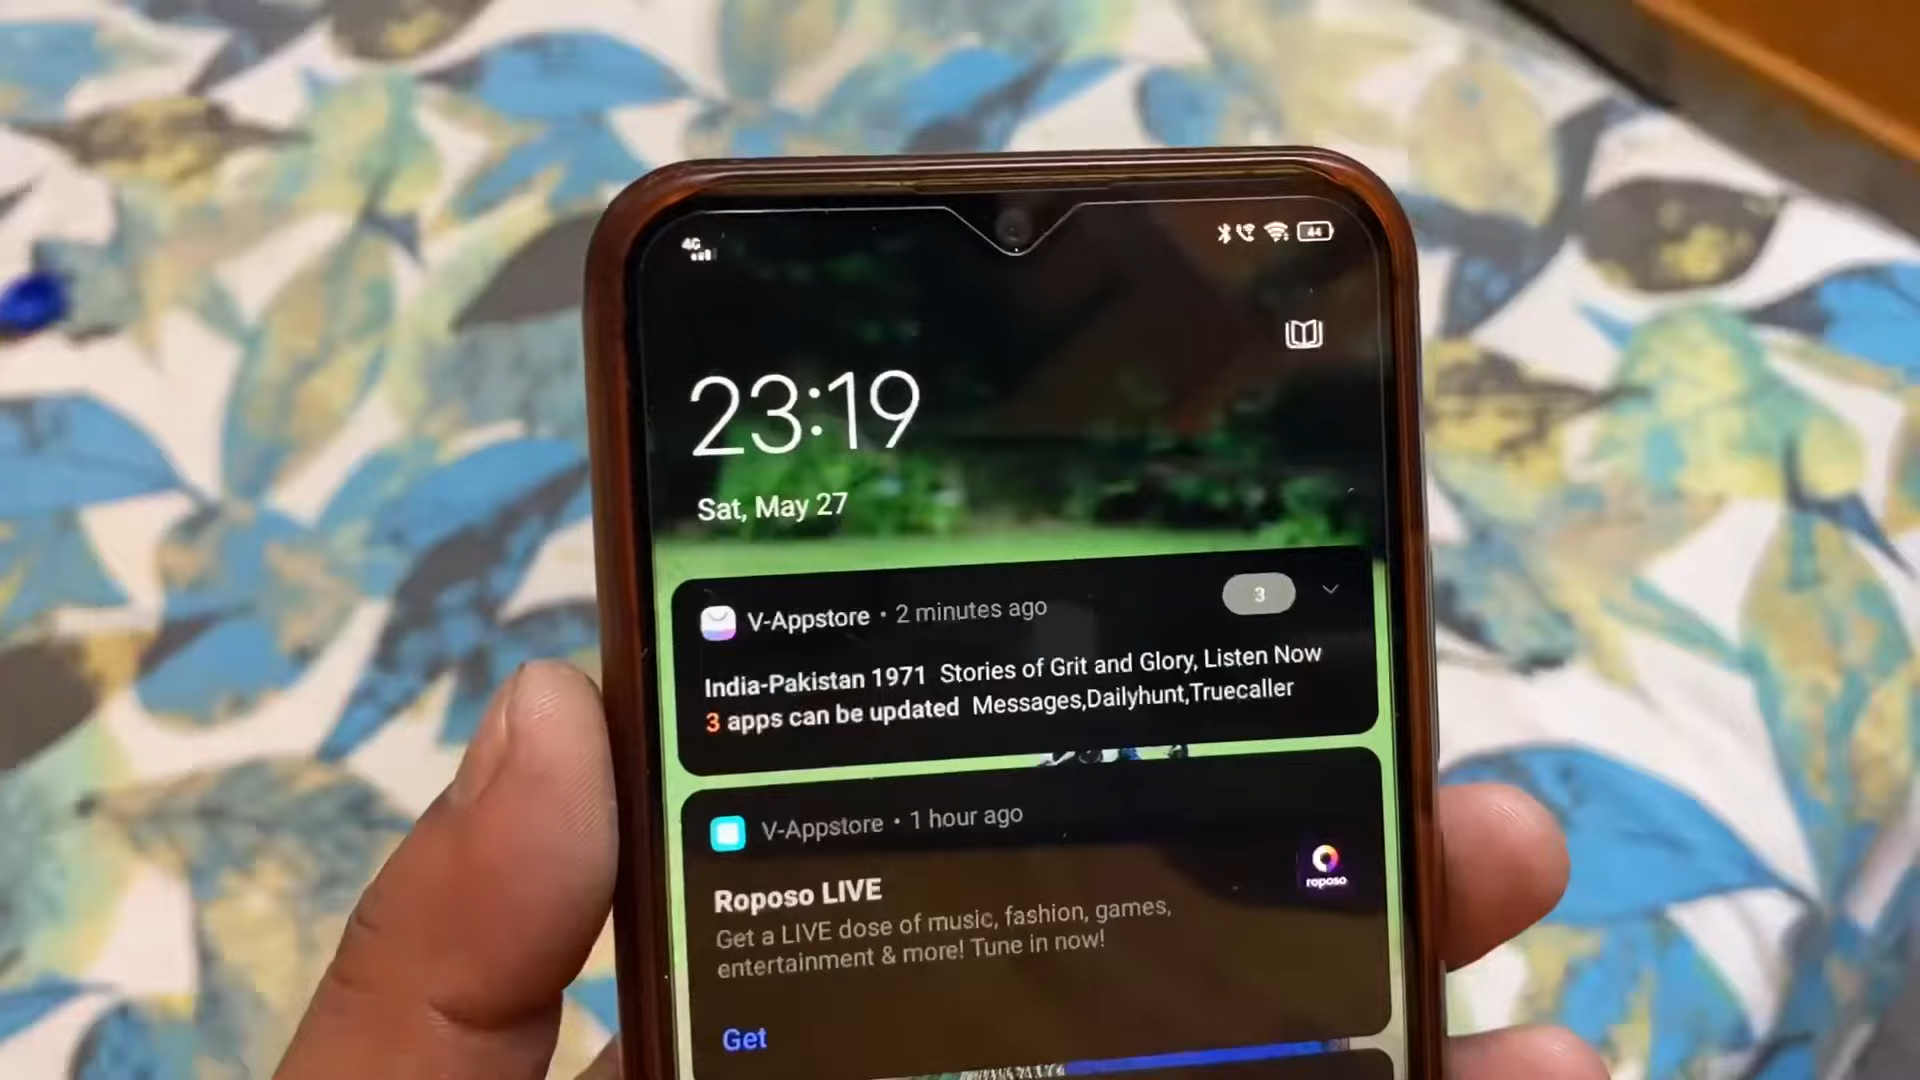 4G
44
23:19
Sat, May 27
V-Appstore • 2 minutes ago
3
India-Pakistan 1971 Stories of Grit and Glory, Listen Now
3 apps can be updated Messages,Dailyhunt,Truecaller
V-Appstore • 1 hour ago
roposo
Roposo LIVE
Get a LIVE dose of music, fashion, games,
entertainment & more! Tune in now!
Get